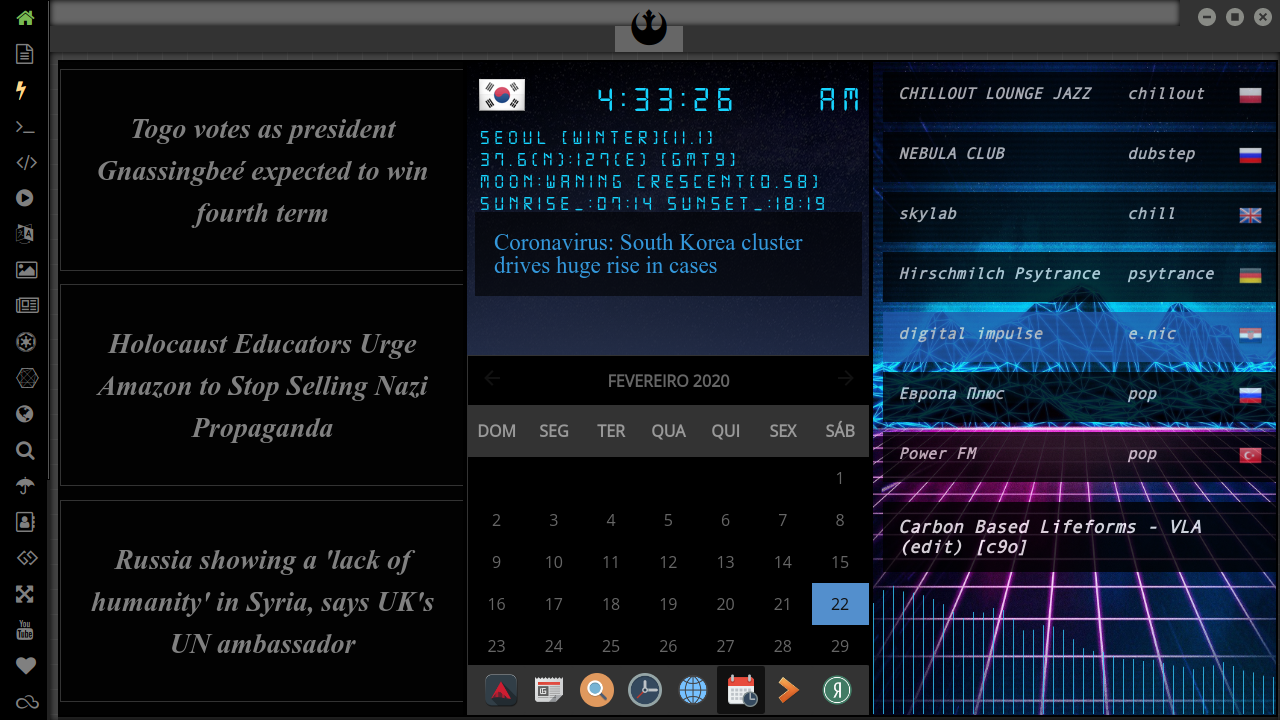 Togo votes as president
Gnassingbeé expected to win
fourth term
Holocaust Educators Urge
Amazon to Stop Selling Nazi
Propaganda
Russia showing a 'lack of
humanity' in Syria, says UK's
UN ambassador
4:33:26 AM
SEOUL [WINTER][11.1]
37.6(N):127(E) [GMT9]
MOON:WANING CRESCENT(0.58)
SUNRISE_:07:14 SUNSET_:18:19
Coronavirus: South Korea cluster
drives huge rise in cases
FEVEREIRO 2020
DOM SEG TER QUA QUI SEX SÁB
1
2 3 4 5 6 7 8
9 10 11 12 13 14 15
16 17 18 19 20 21 22
23 24 25 26 27 28 29
CHILLOUT LOUNGE JAZZ chillout
NEBULA CLUB dubstep
skylab chill
Hirschmilch Psytrance psytrance
digital impulse e.nic
Европа Плюс pop
Power FM pop
Carbon Based Lifeforms - VLA
(edit) [c9o]
You
Tube
Я